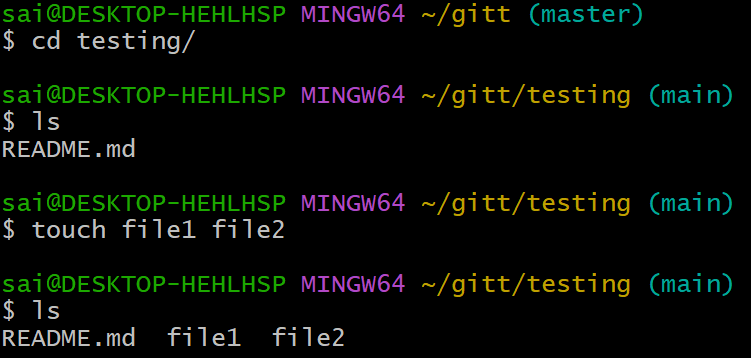 sai@DESKTOP-HEHLHSP MINGW64 ~/gitt (master)
$ cd testing/
sai@DESKTOP-HEHLHSP MINGW64 ~/gitt/testing (main)
$ ls
README.md
sai@DESKTOP-HEHLHSP MINGW64 ~/gitt/testing (main)
$ touch file1 file2
sai@DESKTOP-HEHLHSP MINGW64 ~/gitt/testing (main)
$ ls
README.md  file1  file2